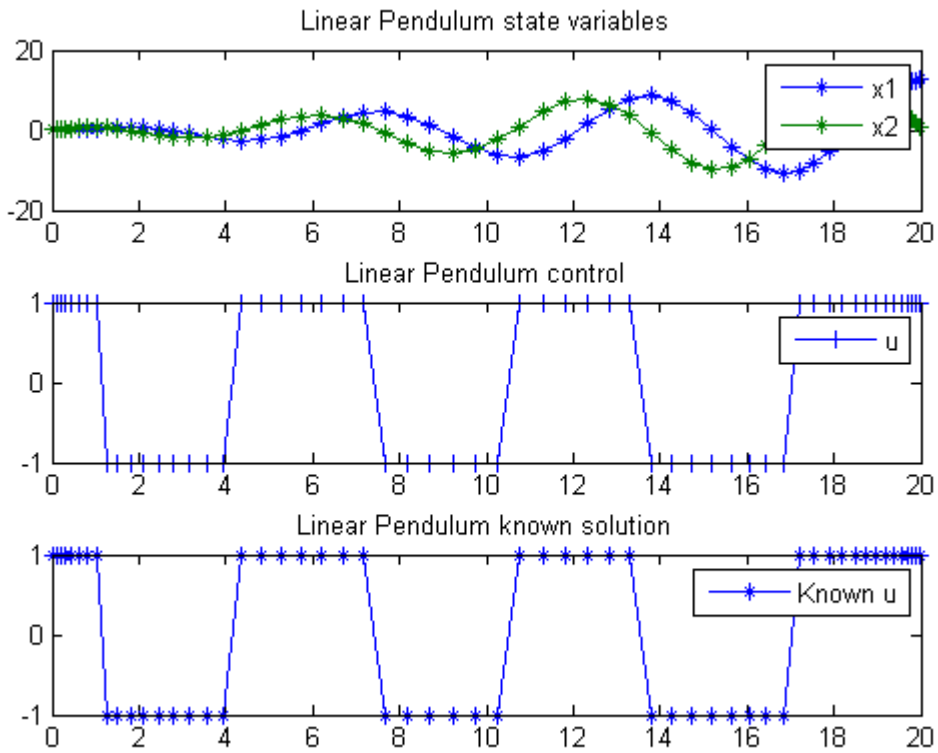 Linear Pendulum state variables
20
0
-20
x1
x2
0 2 4 6 8 10 12 14 16 18 20
Linear Pendulum control
1
0
-1
u
0 2 4 6 8 10 12 14 16 18 20
Linear Pendulum known solution
1
0
-1
Known u
0 2 4 6 8 10 12 14 16 18 20